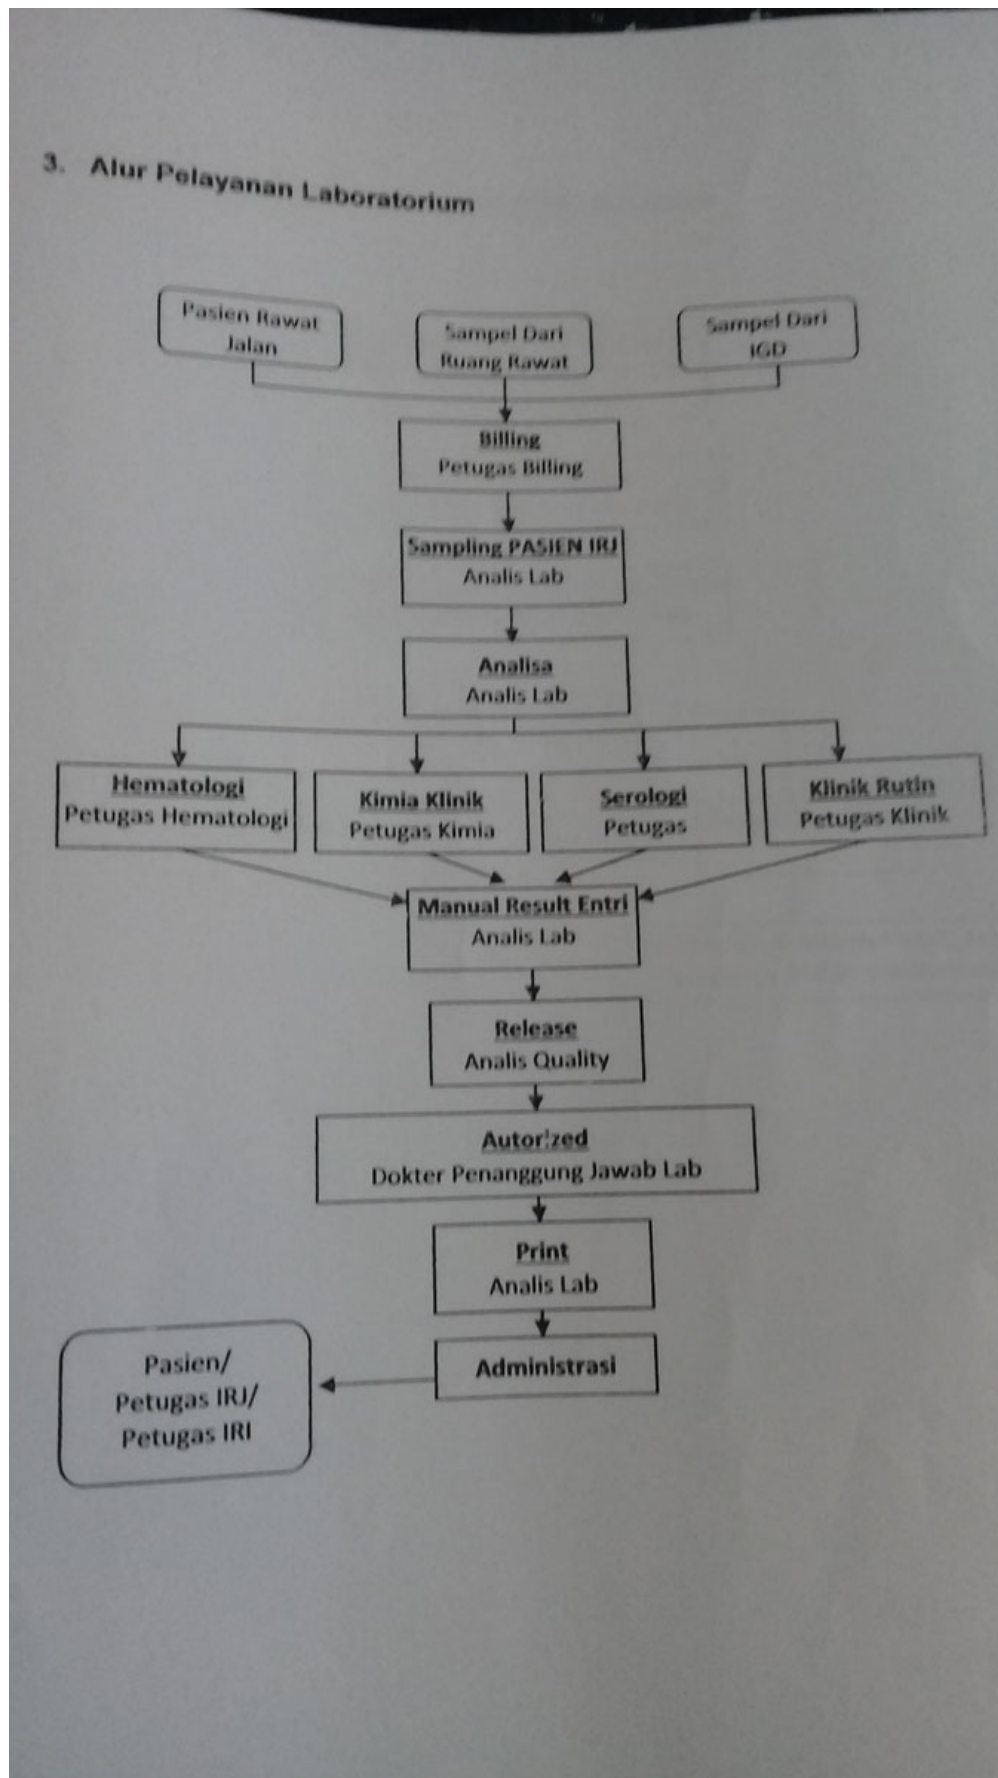 3. Alur Pelayanan Laboratorium
Pasien Rawat
Jalan
Sampel Dari
Ruang Rawat
Sampel Dari
IGD
Billing
Petugas Billing
Sampling PASIEN IRJ
Analis Lab
Analisa
Analis Lab
Hematologi
Petugas Hematologi
Kimia Klinik
Petugas Kimia
Serologi
Petugas
Klinik Rutin
Petugas Klinik
Manual Result Entri
Analis Lab
Release
Analis Quality
Autorized
Dokter Penanggung Jawab Lab
Print
Analis Lab
Administrasi
Pasien/
Petugas IRJ/
Petugas IRI